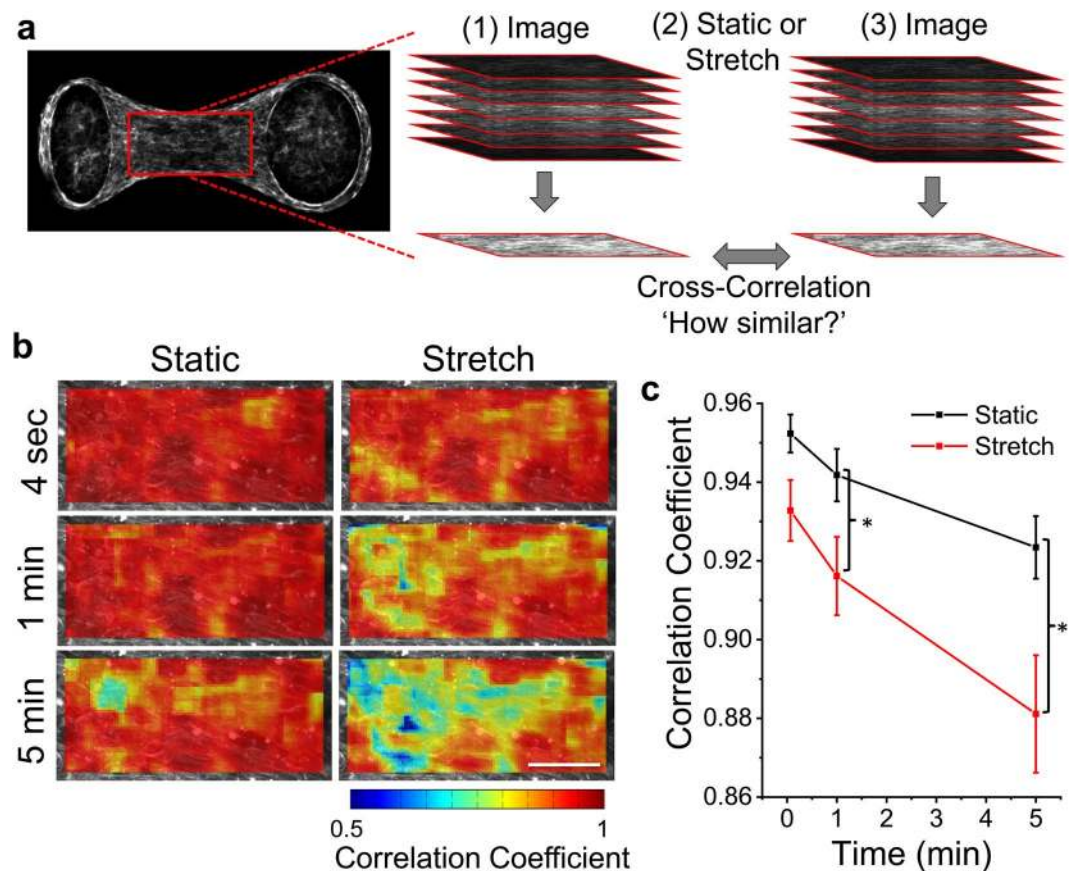 a
(1) Image
(2) Static or
Stretch
(3) Image
Cross-Correlation
'How similar?'
b
Static
Stretch
4 sec
1 min
5 min
0.5
1
Correlation Coefficient
c
0.96
0.94
0.92
0.90
0.88
0.86
Correlation Coefficient
Static
Stretch
*
*
0
1
2
3
4
5
Time (min)